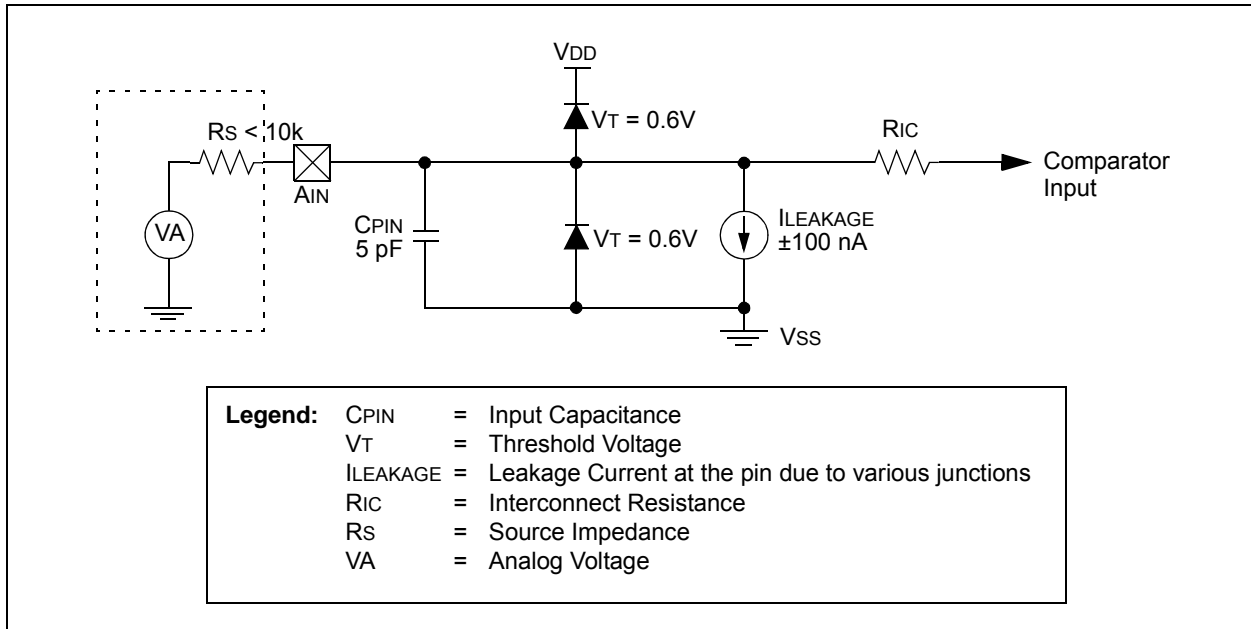 VDD
VT = 0.6V
RS < 10k
RIC
AIN
Comparator
Input
VA
CPIN
5 pF
VT = 0.6V
ILEAKAGE
±100 nA
VSS
Legend: CPIN = Input Capacitance
VT = Threshold Voltage
ILEAKAGE = Leakage Current at the pin due to various junctions
RIC = Interconnect Resistance
RS = Source Impedance
VA = Analog Voltage